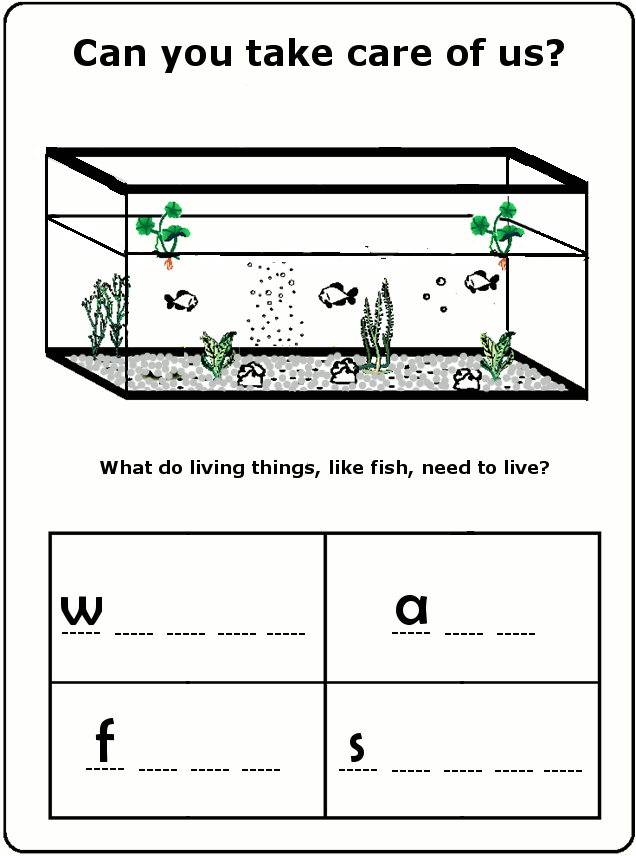 Can you take care of us?
What do living things, like fish, need to live?
w _ _ _ _
a _ _
f _ _ _
s _ _ _ _